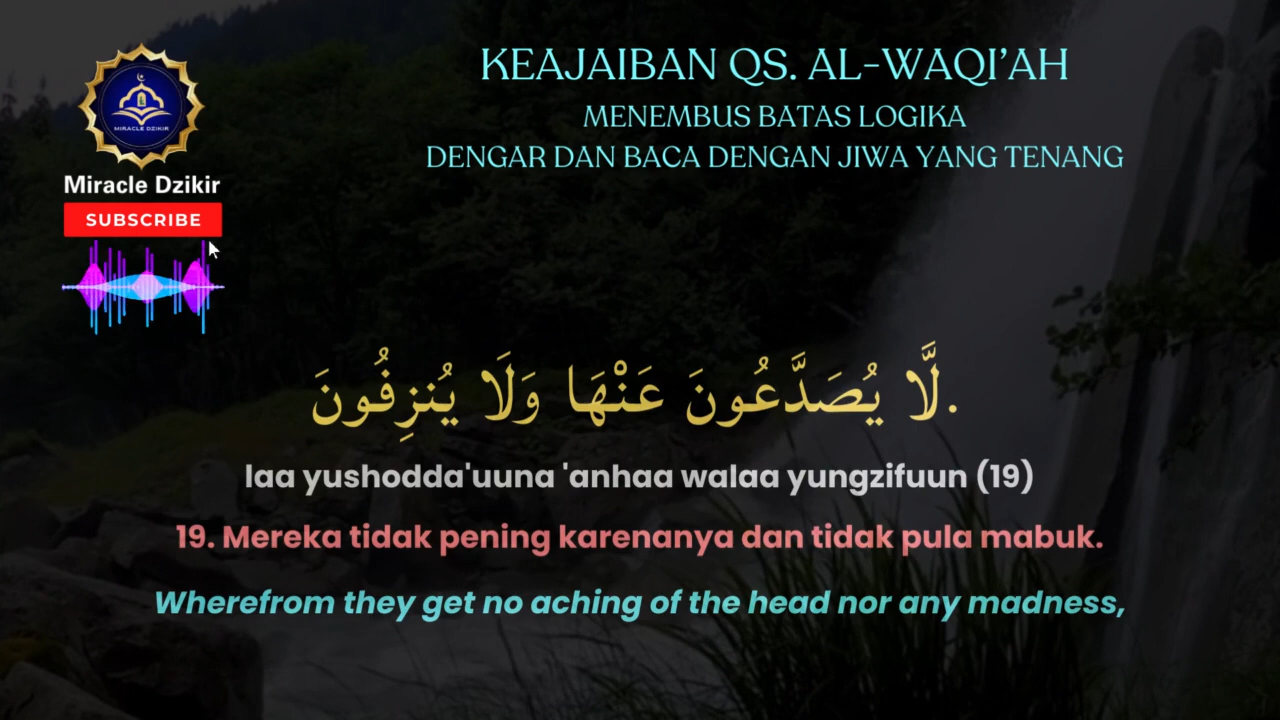 KEAJAIBAN QS. AL-WAQI'AH
MENEMBUS BATAS LOGIKA
DENGAR DAN BACA DENGAN JIWA YANG TENANG
MIRACLE DZIKIR
Miracle Dzikir
SUBSCRIBE
لَّا يُصَدَّعُونَ عَنْهَا وَلَا يُنزِفُونَ.
laa yushodda'uuna 'anhaa walaa yungzifuun (19)
19. Mereka tidak pening karenanya dan tidak pula mabuk.
Wherefrom they get no aching of the head nor any madness,